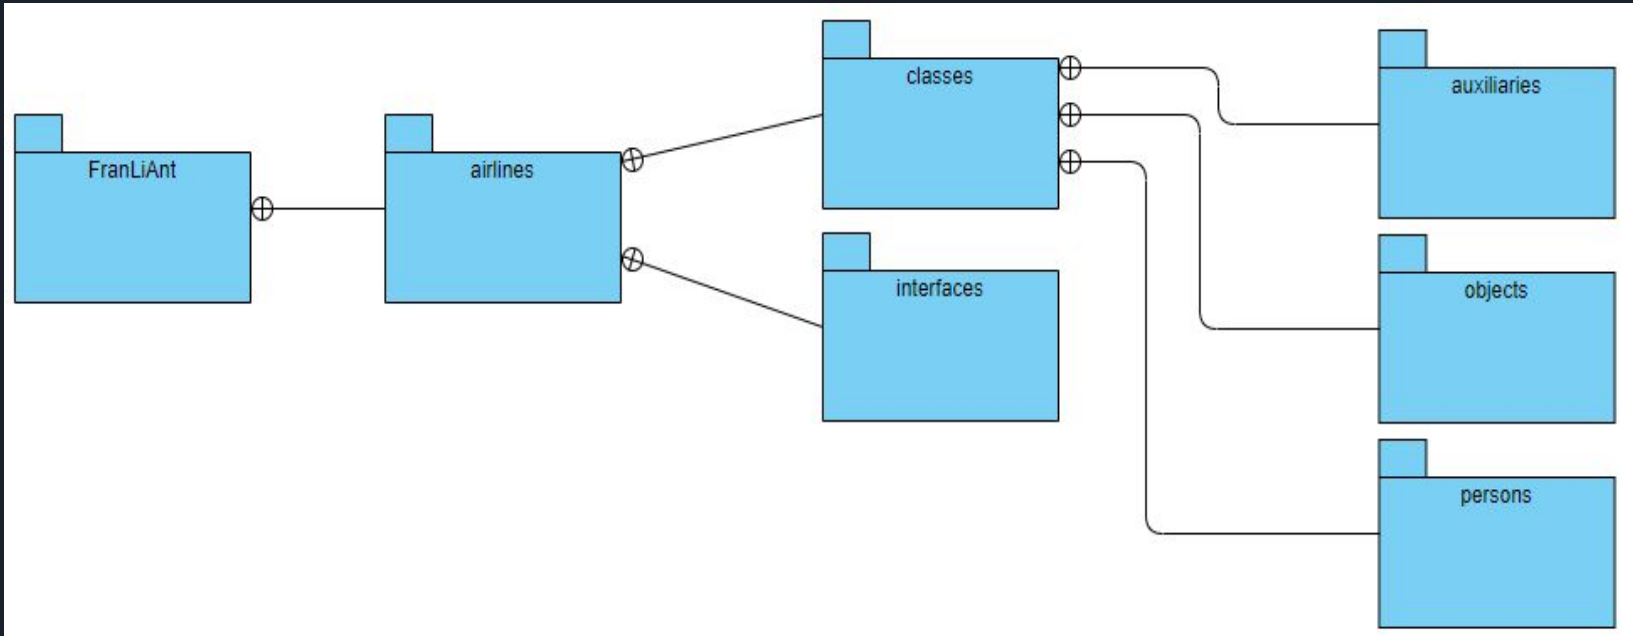 FranLiAnt
airlines
classes
interfaces
auxiliaries
objects
persons